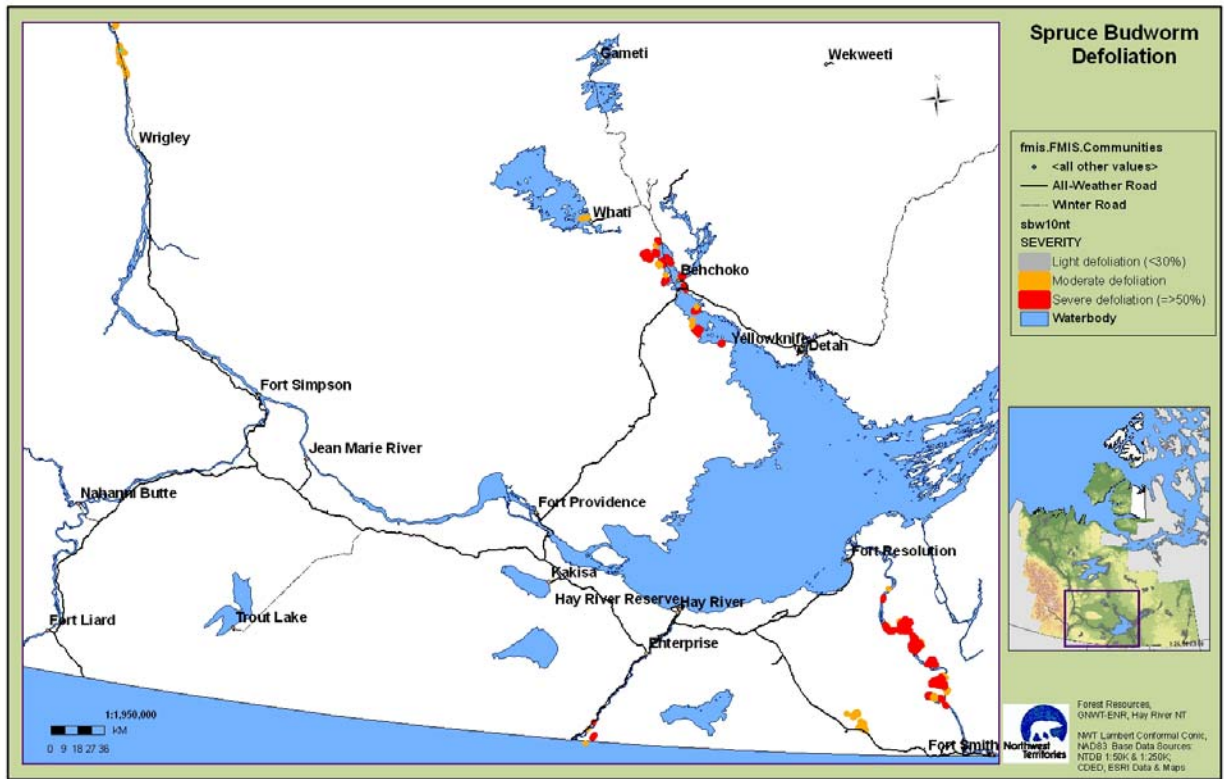 Spruce Budworm
Defoliation
Gameti
Wekweeti
N
Wrigley
Whati
Behchoko
Yellowknife
Detah
Fort Simpson
Jean Marie River
Nahanni Butte
Fort Providence
Fort Resolution
Kakisa
Hay River Reserve
Hay River
Trout Lake
Fort Liard
Enterprise
Fort Smith
1:1,950,000
KM
0 9 18 27 36
fmis.FMIS.Communities
<all other values>
All-Weather Road
Winter Road
sbw10nt
SEVERITY
Light defoliation (<30%)
Moderate defoliation
Severe defoliation (=>50%)
Waterbody
Northwest
Territories
Forest Resources,
GNWT-ENR, Hay River NT
NWT Lambert Conformal Conic,
NAD83 Base Data Sources:
NTDB 1:50K & 1:250K;
CDED, ESRI Data & Maps